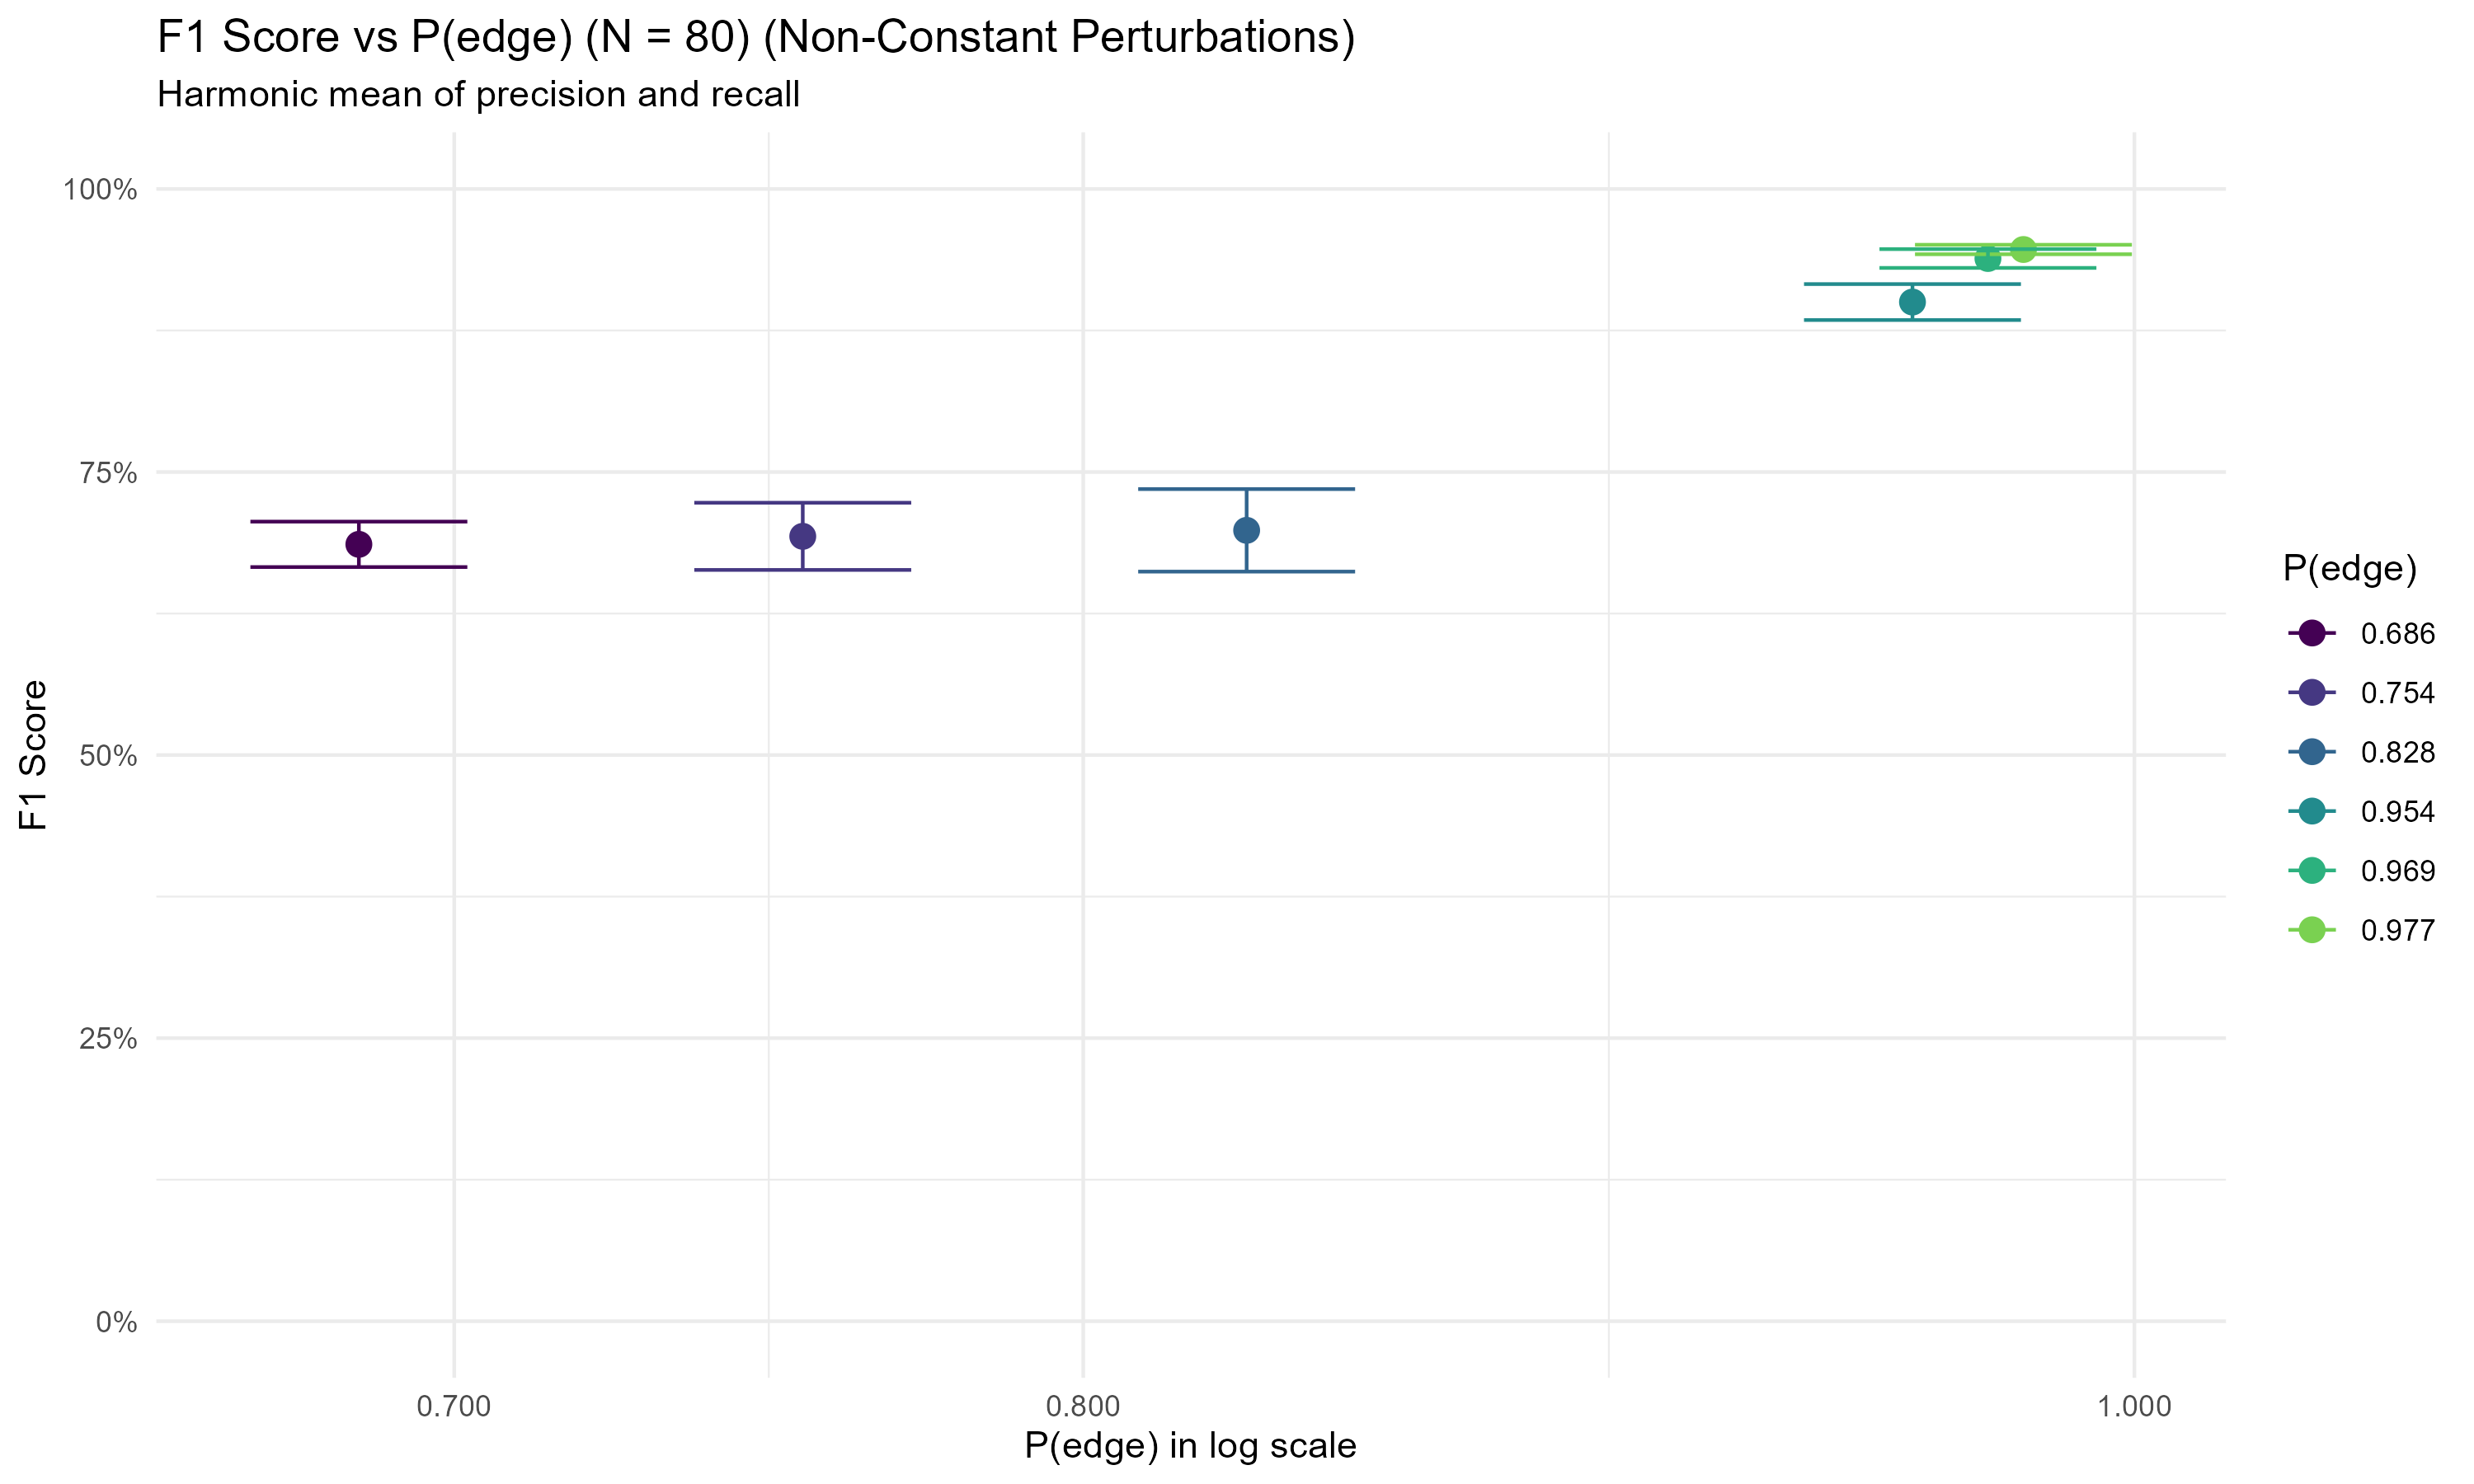 F1 Score vs P(edge) (N = 80) (Non-Constant Perturbations)
Harmonic mean of precision and recall
100%
75%
50%
25%
0%
F1 Score
0.700
0.800
1.000
P(edge) in log scale
P(edge)
0.686
0.754
0.828
0.954
0.969
0.977